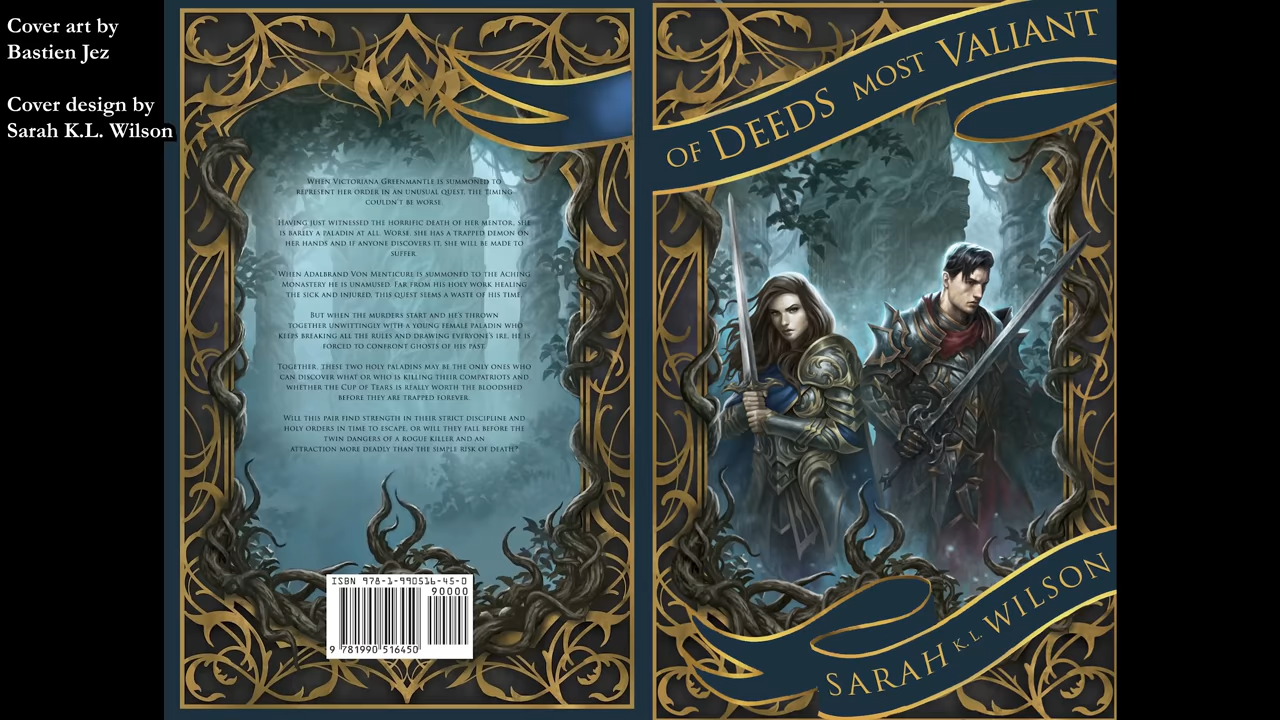 Cover art by
Bastien Jez
Cover design by
Sarah K.L. Wilson
When Victoriana Greenmantle is summoned to
represent her order in an unusual quest, the timing
couldn't be worse.
Having just witnessed the horrific death of her mentor, she
is barely a paladin at all. Worse, she has a trapped demon on
her hands and if anyone discovers it, she will be made to
suffer.
When Adalbrand Von Menticure is summoned to the Aching
Monastery he is unamused. Far from his holy work healing
the sick and injured, this quest seems a waste of his time.
But when the murders start and he's thrown
together unwittingly with a young female paladin who
keeps breaking all the rules and drawing everyone's ire, he is
forced to confront ghosts of his past.
Together, these two holy paladins may be the only ones who
can discover what or who is killing their compatriots and
whether the Cup of Tears is really worth the bloodshed
before they are trapped forever.
Will this pair find strength in their strict discipline and
holy orders in time to escape, or will they fall before the
twin dangers of a rogue killer and an
attraction more deadly than the simple risk of death?
ISBN 978-1-990516-45-0
90000
9 781990 516450
OF DEEDS MOST VALIANT
SARAH K.L. WILSON